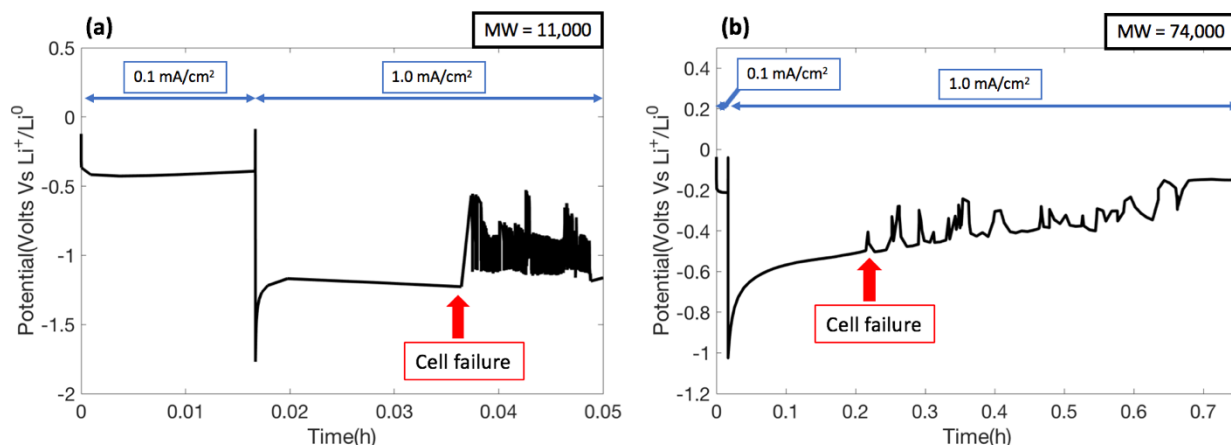 (a)
MW = 11,000
0.5
0
-0.5
-1
-1.5
-2
Potential(Volts Vs Li⁺/Li⁰
0.1 mA/cm²
1.0 mA/cm²
Cell failure
0
0.01
0.02
0.03
0.04
0.05
Time(h)
(b)
MW = 74,000
0.4
0.2
0
-0.2
-0.4
-0.6
-0.8
-1
-1.2
Potential(Volts Vs Li⁺/Li⁰
0.1 mA/cm²
1.0 mA/cm²
Cell failure
0
0.1
0.2
0.3
0.4
0.5
0.6
0.7
Time(h)